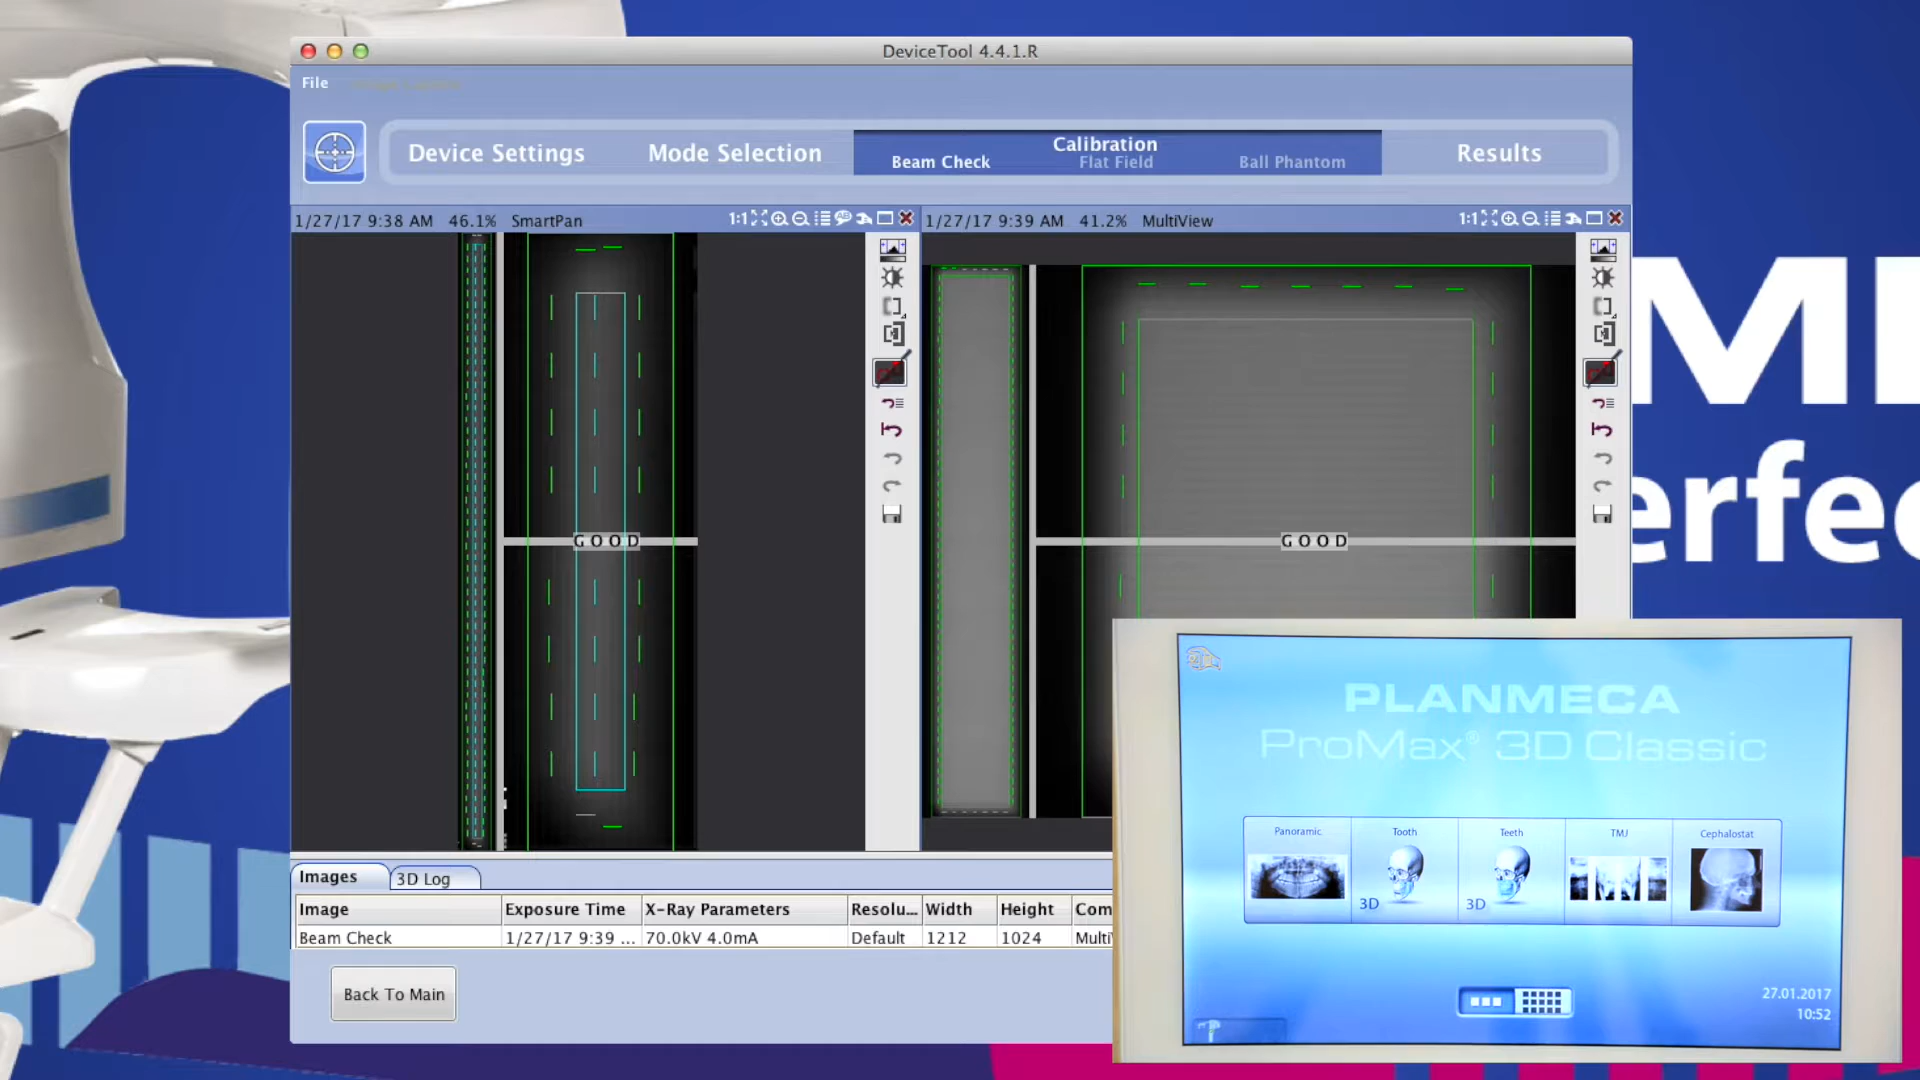 DeviceTool 4.4.1.R
File
Device Settings
Mode Selection
Calibration
Beam Check
Flat Field
Ball Phantom
Results
1/27/17 9:38 AM 46.1% SmartPan
1:1
1/27/17 9:39 AM 41.2% MultiView
1:1
GOOD
GOOD
M
erfe
PLANMECA
ProMax® 3D Classic
Panoramic
Tooth
Teeth
TMJ
Cephalostat
3D
3D
27.01.2017
10:52
Images
3D Log
Image Exposure Time X-Ray Parameters Resolu... Width Height Com
Beam Check 1/27/17 9:39 ... 70.0kV 4.0mA Default 1212 1024 Multi
Back To Main